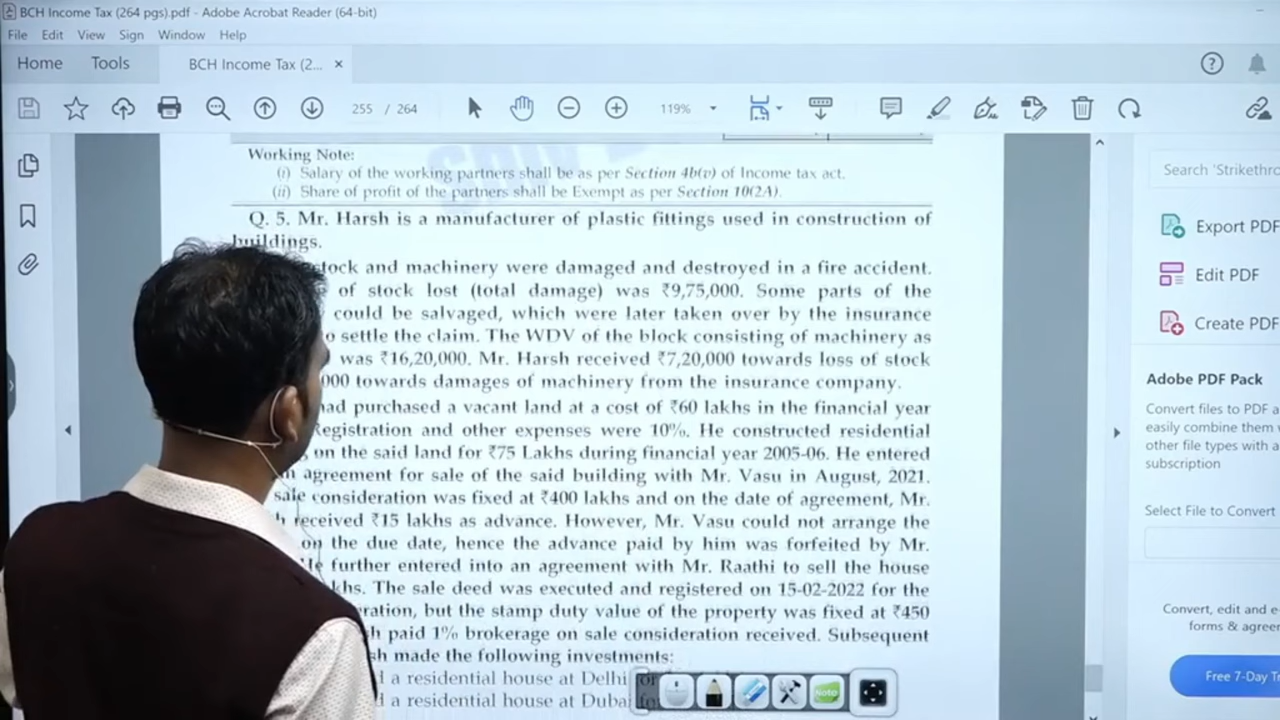 BCH Income Tax (264 pgs).pdf - Adobe Acrobat Reader (64-bit)
File Edit View Sign Window Help
Home Tools BCH Income Tax (2... ×
255 / 264 119%
Working Note:
(i) Salary of the working partners shall be as per Section 4b(v) of Income tax act.
(ii) Share of profit of the partners shall be Exempt as per Section 10(2A).
Q. 5. Mr. Harsh is a manufacturer of plastic fittings used in construction of
buildings.
stock and machinery were damaged and destroyed in a fire accident.
of stock lost (total damage) was ₹9,75,000. Some parts of the
could be salvaged, which were later taken over by the insurance
to settle the claim. The WDV of the block consisting of machinery as
was ₹16,20,000. Mr. Harsh received ₹7,20,000 towards loss of stock
000 towards damages of machinery from the insurance company.
had purchased a vacant land at a cost of ₹60 lakhs in the financial year
Registration and other expenses were 10%. He constructed residential
on the said land for ₹75 Lakhs during financial year 2005-06. He entered
agreement for sale of the said building with Mr. Vasu in August, 2021.
sale consideration was fixed at ₹400 lakhs and on the date of agreement, Mr.
h received ₹15 lakhs as advance. However, Mr. Vasu could not arrange the
on the due date, hence the advance paid by him was forfeited by Mr.
He further entered into an agreement with Mr. Raathi to sell the house
khs. The sale deed was executed and registered on 15-02-2022 for the
ration, but the stamp duty value of the property was fixed at ₹450
h paid 1% brokerage on sale consideration received. Subsequent
sh made the following investments:
d a residential house at Delhi for
d a residential house at Dubai fo
Note
Search 'Strikethro
Export PDF
Edit PDF
Create PDF
Adobe PDF Pack
Convert files to PDF a
easily combine them
other file types with a
subscription
Select File to Convert
Convert, edit and e
forms & agree
Free 7-Day Tr